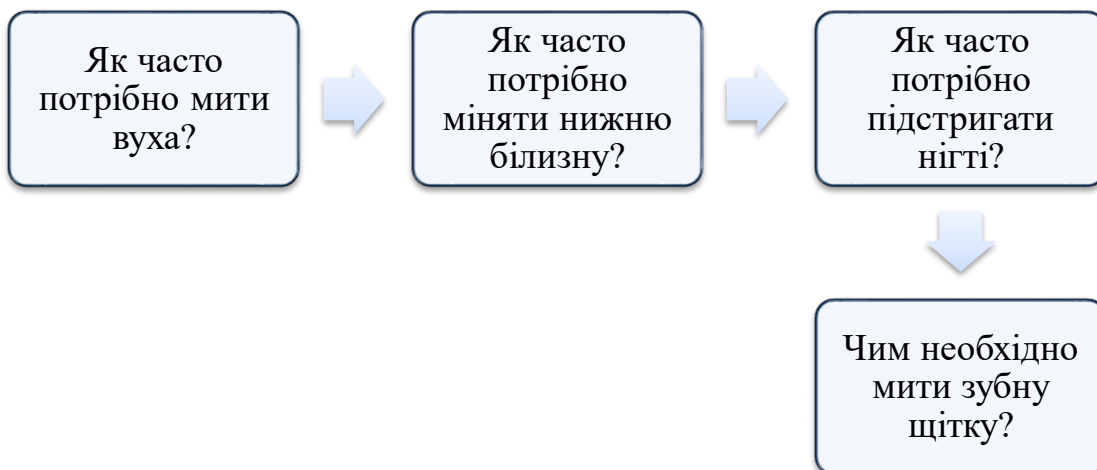 Як часто
потрібно мити
вуха?
Як часто
потрібно
міняти нижню
білизну?
Як часто
потрібно
підстригати
нігті?
Чим необхідно
мити зубну
щітку?